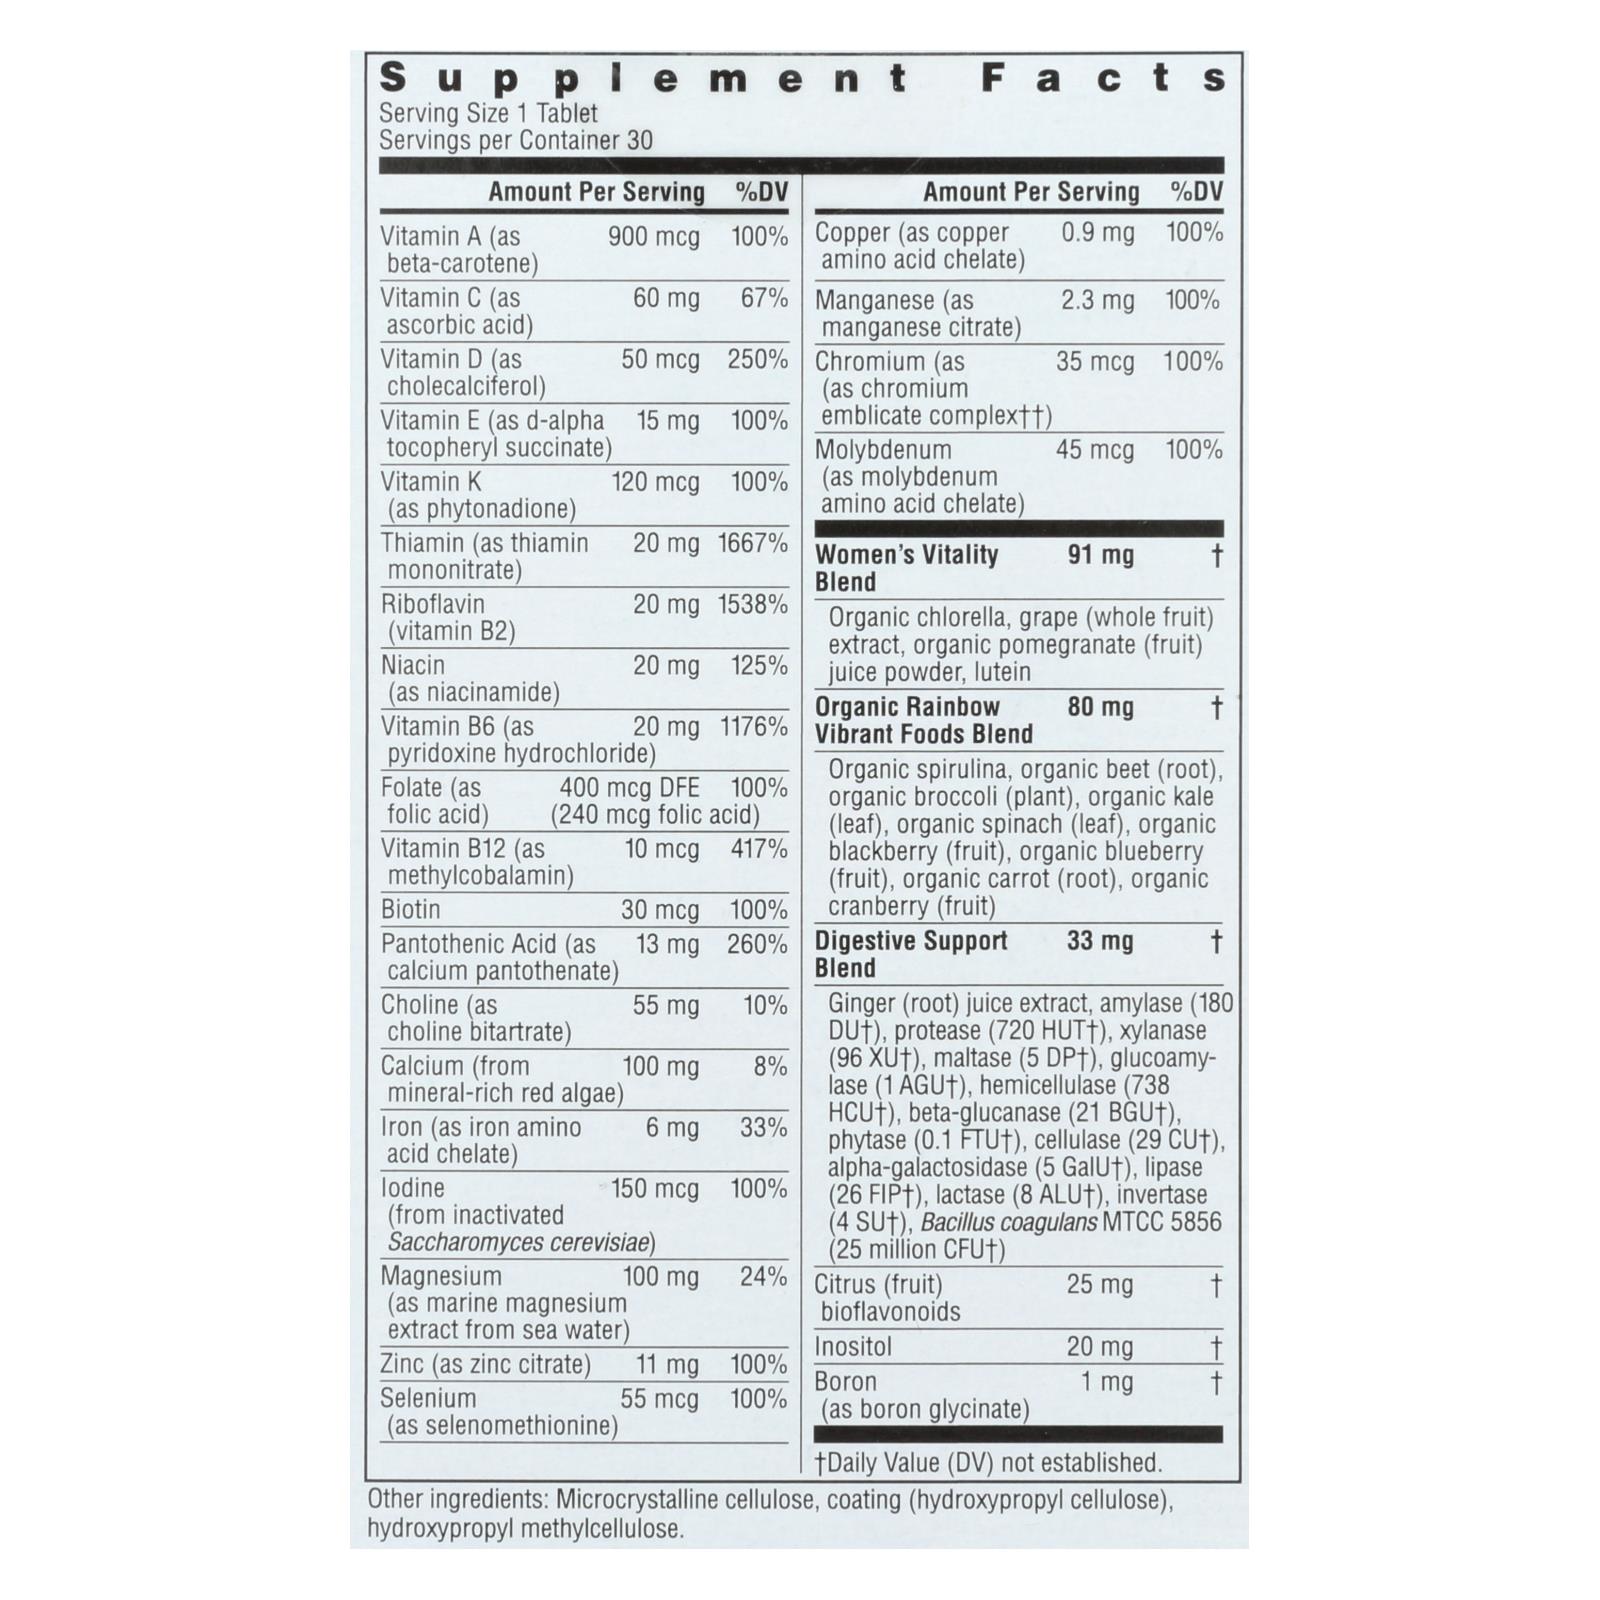 Supplement Facts
Serving Size 1 Tablet
Servings per Container 30
Amount Per Serving %DV
Vitamin A (as 900 mcg 100%
beta-carotene)
Vitamin C (as 60 mg 67%
ascorbic acid)
Vitamin D (as 50 mcg 250%
cholecalciferol)
Vitamin E (as d-alpha 15 mg 100%
tocopheryl succinate)
Vitamin K 120 mcg 100%
(as phytonadione)
Thiamin (as thiamin 20 mg 1667%
mononitrate)
Riboflavin 20 mg 1538%
(vitamin B2)
Niacin 20 mg 125%
(as niacinamide)
Vitamin B6 (as 20 mg 1176%
pyridoxine hydrochloride)
Folate (as 400 mcg DFE 100%
folic acid) (240 mcg folic acid)
Vitamin B12 (as 10 mcg 417%
methylcobalamin)
Biotin 30 mcg 100%
Pantothenic Acid (as 13 mg 260%
calcium pantothenate)
Choline (as 55 mg 10%
choline bitartrate)
Calcium (from 100 mg 8%
mineral-rich red algae)
Iron (as iron amino 6 mg 33%
acid chelate)
Iodine 150 mcg 100%
(from inactivated
Saccharomyces cerevisiae)
Magnesium 100 mg 24%
(as marine magnesium
extract from sea water)
Zinc (as zinc citrate) 11 mg 100%
Selenium 55 mcg 100%
(as selenomethionine)
Amount Per Serving %DV
Copper (as copper 0.9 mg 100%
amino acid chelate)
Manganese (as 2.3 mg 100%
manganese citrate)
Chromium (as 35 mcg 100%
(as chromium
emblicate complex††)
Molybdenum 45 mcg 100%
(as molybdenum
amino acid chelate)
Women's Vitality 91 mg †
Blend
Organic chlorella, grape (whole fruit)
extract, organic pomegranate (fruit)
juice powder, lutein
Organic Rainbow 80 mg †
Vibrant Foods Blend
Organic spirulina, organic beet (root),
organic broccoli (plant), organic kale
(leaf), organic spinach (leaf), organic
blackberry (fruit), organic blueberry
(fruit), organic carrot (root), organic
cranberry (fruit)
Digestive Support 33 mg †
Blend
Ginger (root) juice extract, amylase (180
DU†), protease (720 HUT†), xylanase
(96 XU†), maltase (5 DP†), glucoamy-
lase (1 AGU†), hemicellulase (738
HCU†), beta-glucanase (21 BGU†),
phytase (0.1 FTU†), cellulase (29 CU†),
alpha-galactosidase (5 GalU†), lipase
(26 FIP†), lactase (8 ALU†), invertase
(4 SU†), Bacillus coagulans MTCC 5856
(25 million CFU†)
Citrus (fruit) 25 mg †
bioflavonoids
Inositol 20 mg †
Boron 1 mg †
(as boron glycinate)
†Daily Value (DV) not established.
Other ingredients: Microcrystalline cellulose, coating (hydroxypropyl cellulose),
hydroxypropyl methylcellulose.